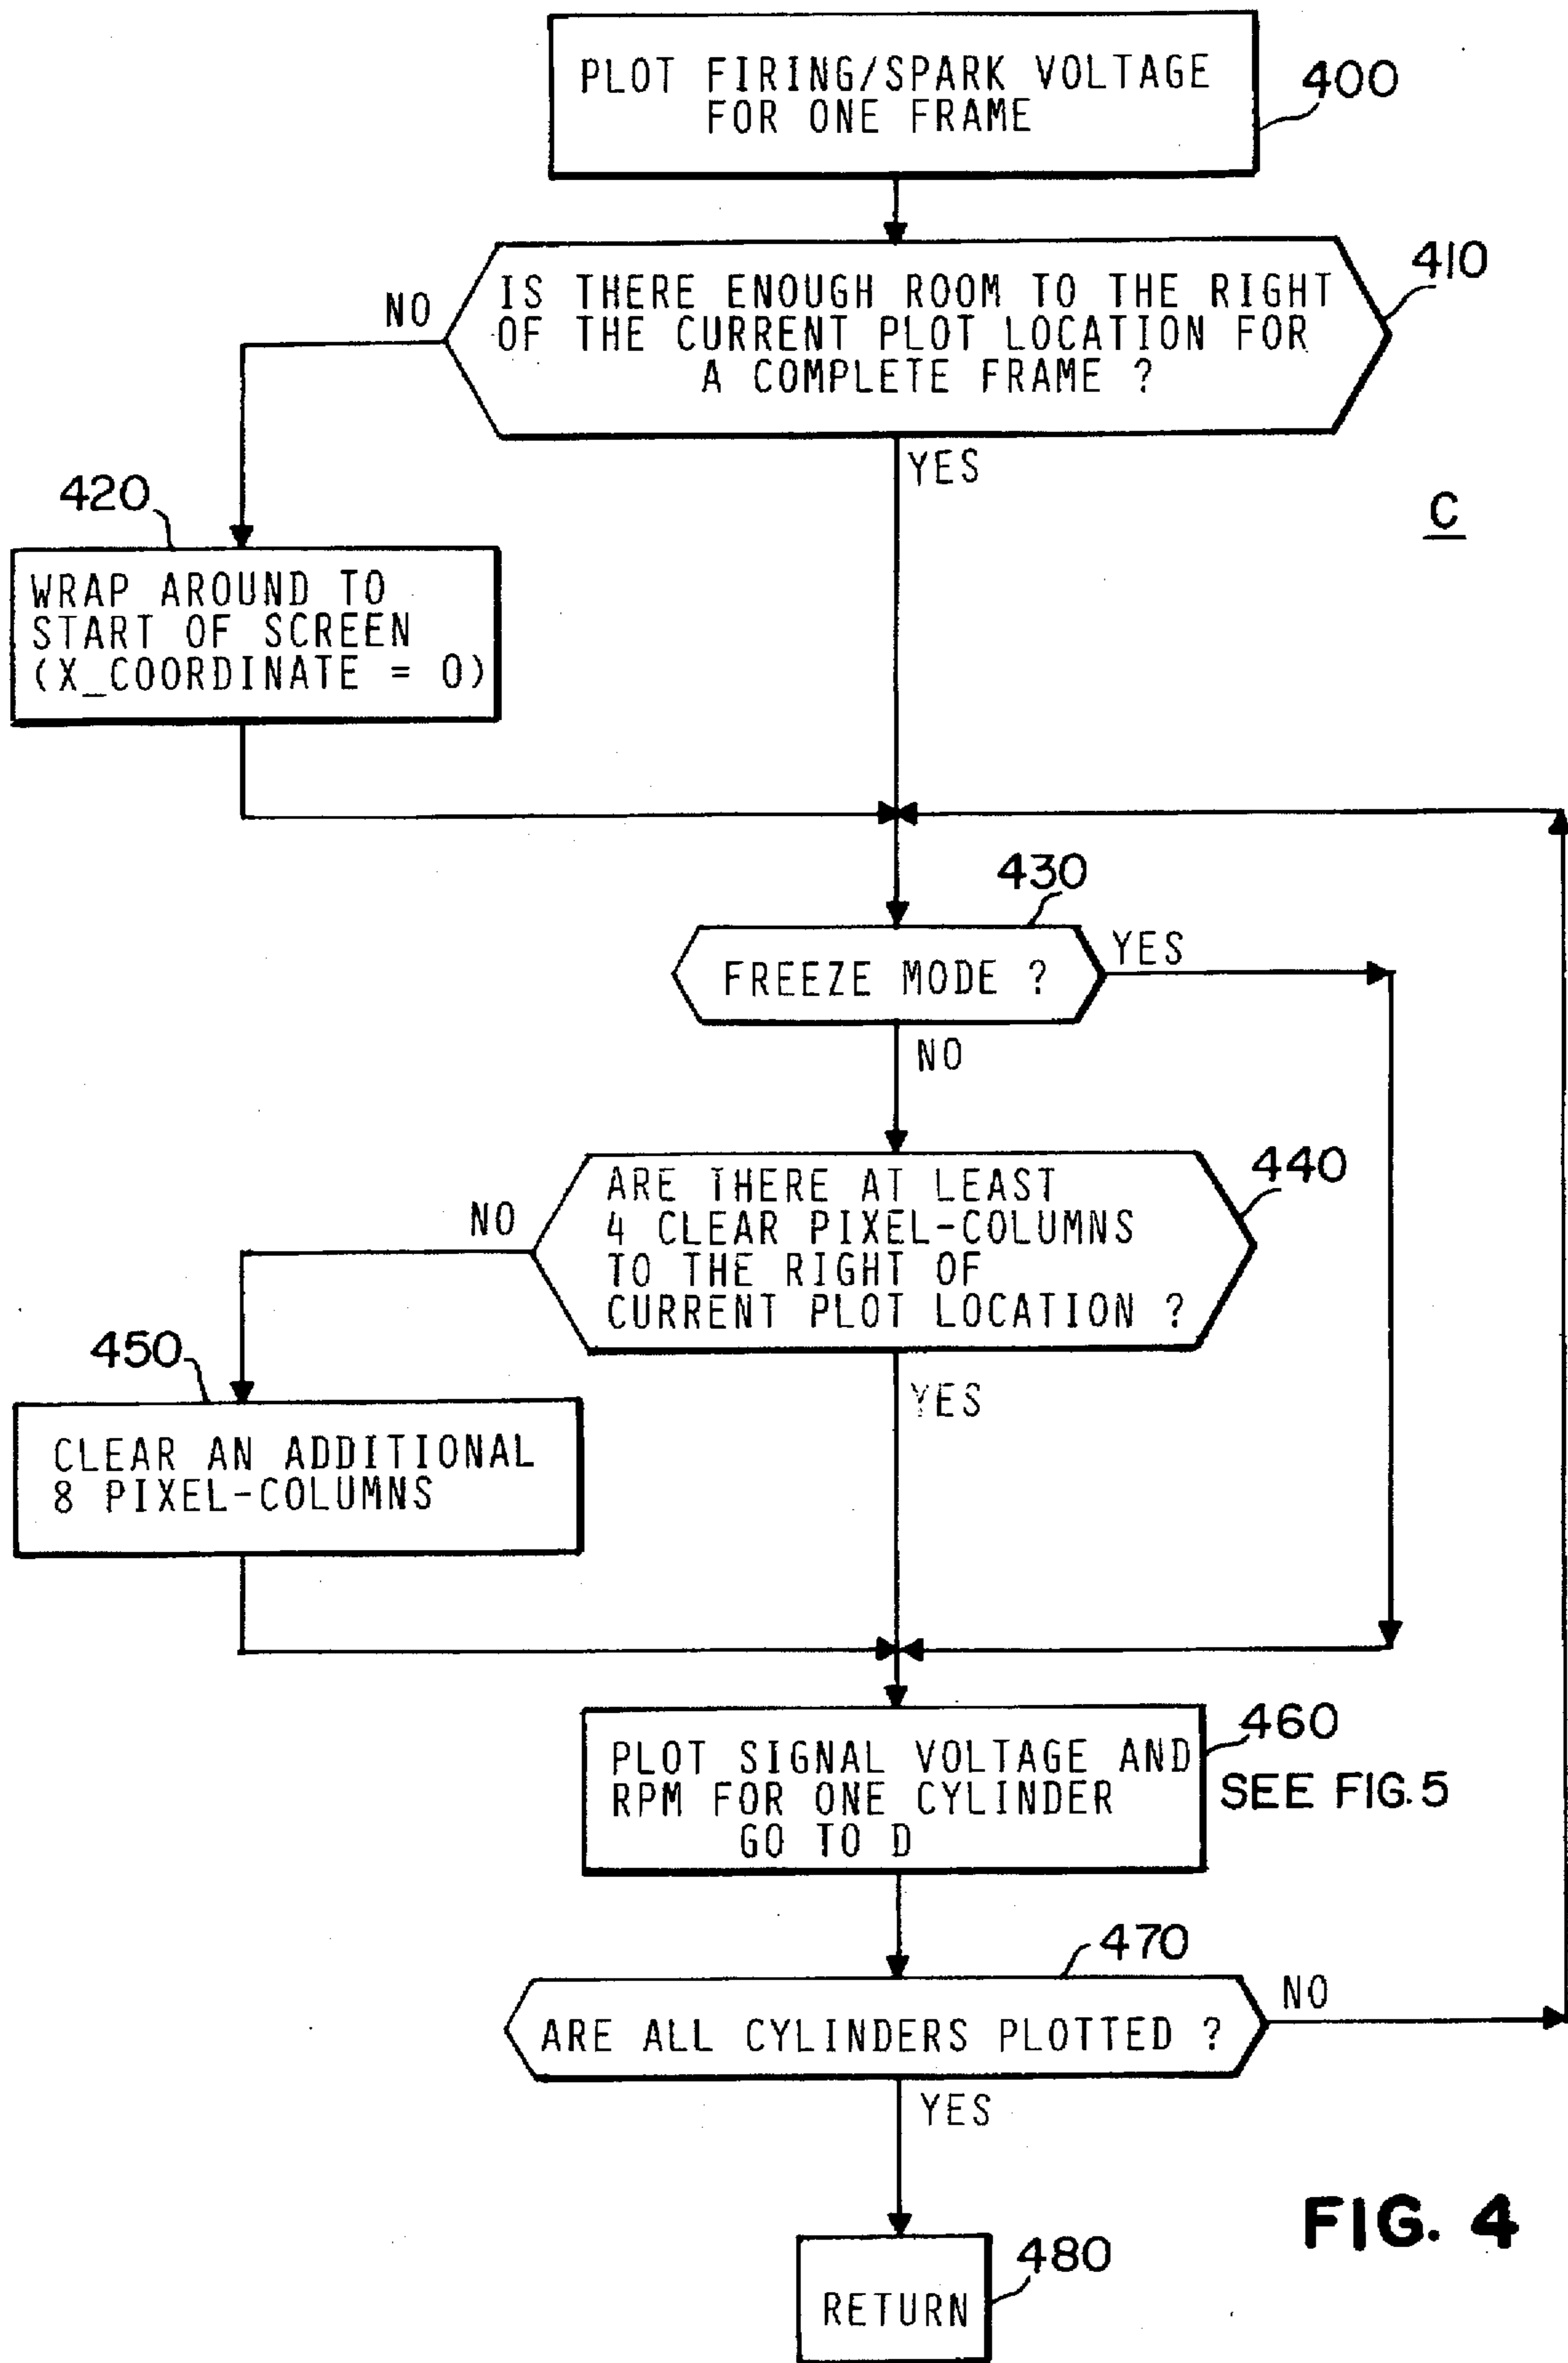 PLOT FIRING/SPARK VOLTAGE
FOR ONE FRAME
400
IS THERE ENOUGH ROOM TO THE RIGHT
OF THE CURRENT PLOT LOCATION FOR
A COMPLETE FRAME ?
410
NO
YES
C
420
WRAP AROUND TO
START OF SCREEN
(X_COORDINATE = 0)
430
FREEZE MODE ?
YES
NO
ARE THERE AT LEAST
4 CLEAR PIXEL-COLUMNS
TO THE RIGHT OF
CURRENT PLOT LOCATION ?
440
NO
YES
450
CLEAR AN ADDITIONAL
8 PIXEL-COLUMNS
PLOT SIGNAL VOLTAGE AND
RPM FOR ONE CYLINDER
GO TO D
460
SEE FIG. 5
470
ARE ALL CYLINDERS PLOTTED ?
NO
YES
RETURN
480
FIG. 4